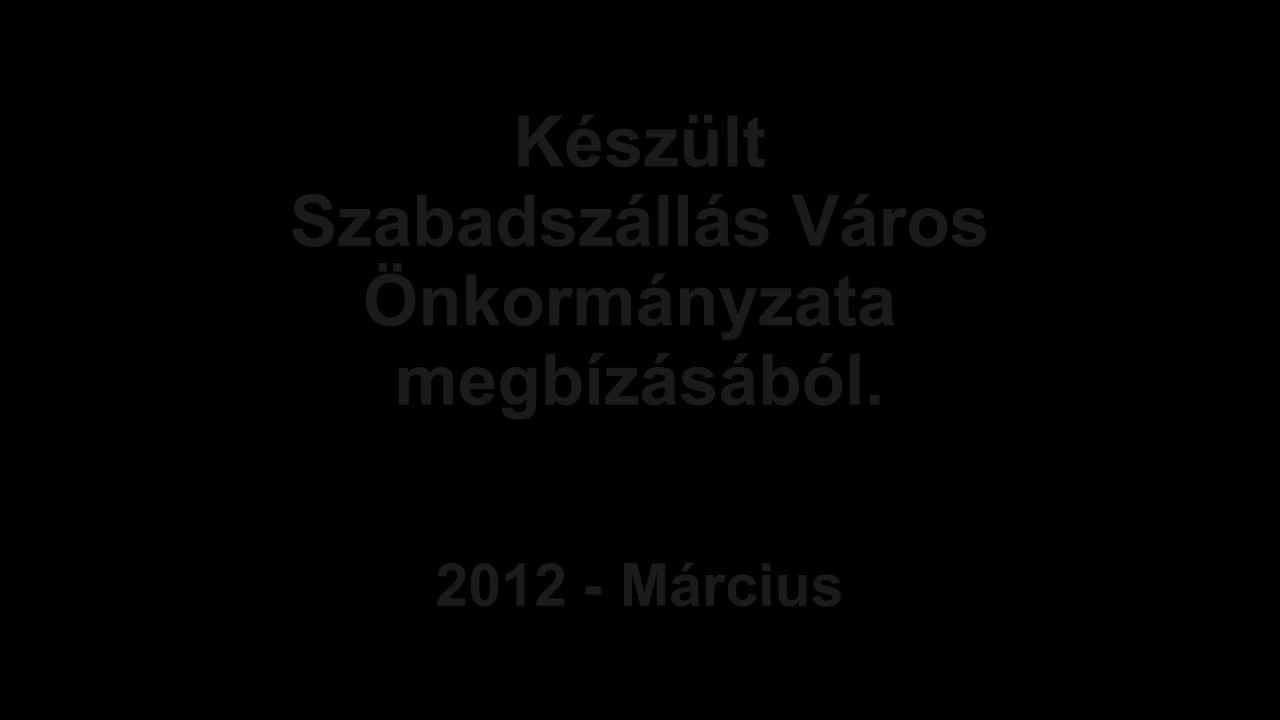 Készült
Szabadszállás Város
Önkormányzata
megbízásából.
2012 - Március